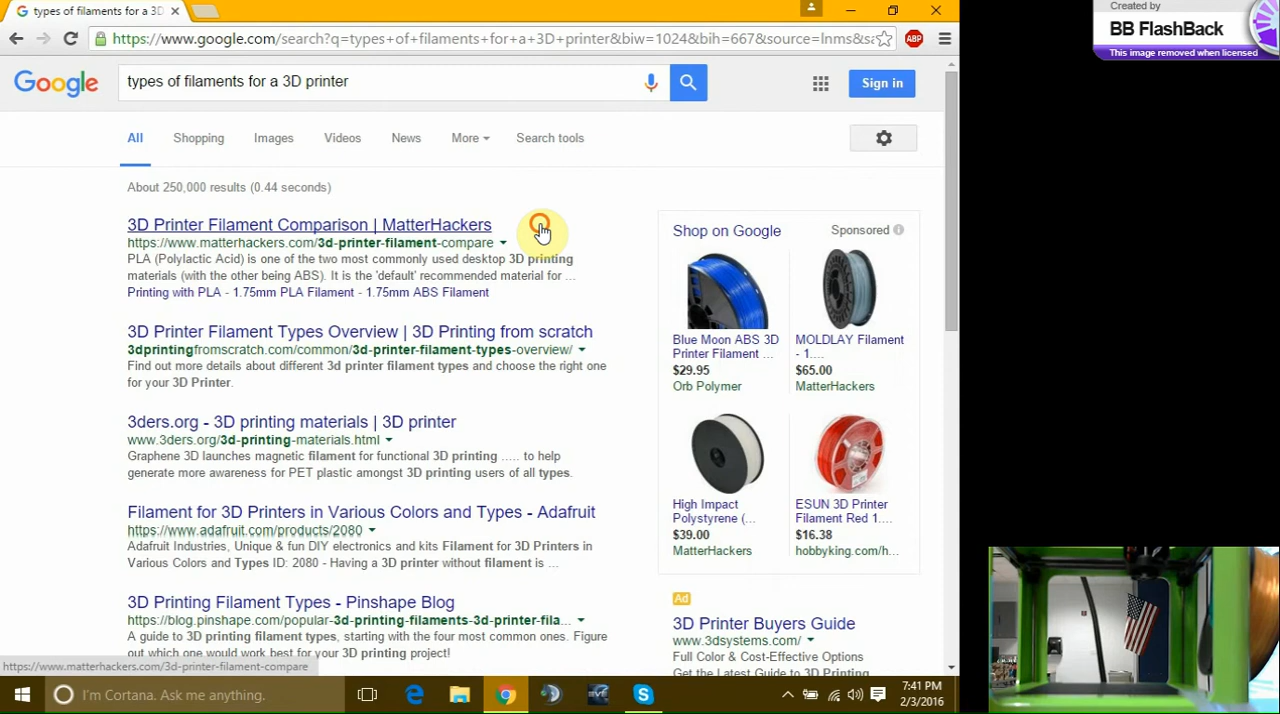 types of filaments for a 3D
https://www.google.com/search?q=types+of+filaments+for+a+3D+printer&biw=1024&bih=667&source=lnms&sa
ABP
Created by
BB FlashBack
This image removed when licensed
Google
types of filaments for a 3D printer
Sign in
All
Shopping
Images
Videos
News
More
Search tools
About 250,000 results (0.44 seconds)
3D Printer Filament Comparison | MatterHackers
https://www.matterhackers.com/3d-printer-filament-compare
PLA (Polylactic Acid) is one of the two most commonly used desktop 3D printing
materials (with the other being ABS). It is the 'default' recommended material for ...
Printing with PLA - 1.75mm PLA Filament - 1.75mm ABS Filament
3D Printer Filament Types Overview | 3D Printing from scratch
3dprintingfromscratch.com/common/3d-printer-filament-types-overview/
Find out more details about different 3d printer filament types and choose the right one
for your 3D Printer.
3ders.org - 3D printing materials | 3D printer
www.3ders.org/3d-printing-materials.html
Graphene 3D launches magnetic filament for functional 3D printing ..... to help
generate more awareness for PET plastic amongst 3D printing users of all types.
Filament for 3D Printers in Various Colors and Types - Adafruit
https://www.adafruit.com/products/2080
Adafruit Industries, Unique & fun DIY electronics and kits Filament for 3D Printers in
Various Colors and Types ID: 2080 - Having a 3D printer without filament is ...
3D Printing Filament Types - Pinshape Blog
https://blog.pinshape.com/popular-3d-printing-filaments-3d-printer-fila...
A guide to 3D printing filament types, starting with the four most common ones. Figure
out which one would work best for your 3D printing project!
https://www.matterhackers.com/3d-printer-filament-compare
Shop on Google
Sponsored
Blue Moon ABS 3D
Printer Filament ...
$29.95
Orb Polymer
MOLDLAY Filament
- 1....
$65.00
MatterHackers
High Impact
Polystyrene (...
$39.00
MatterHackers
ESUN 3D Printer
Filament Red 1....
$16.38
hobbyking.com/h...
Ad
3D Printer Buyers Guide
www.3dsystems.com/
Full Color & Cost-Effective Options
Get the Latest Guide to 3D Printing
I'm Cortana. Ask me anything.
7:41 PM
2/3/2016